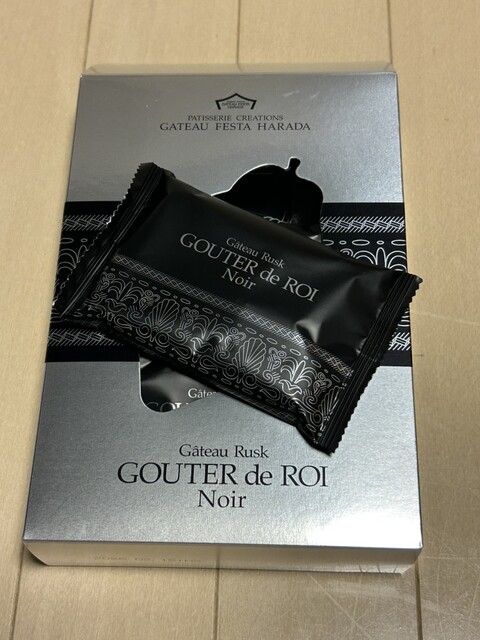 PATISSERIE CREATIONS
GATEAU FESTA HARADA
Gâteau Rusk
GOUTER de ROI
Noir
Gâteau Rusk
GOUTER de ROI
Noir